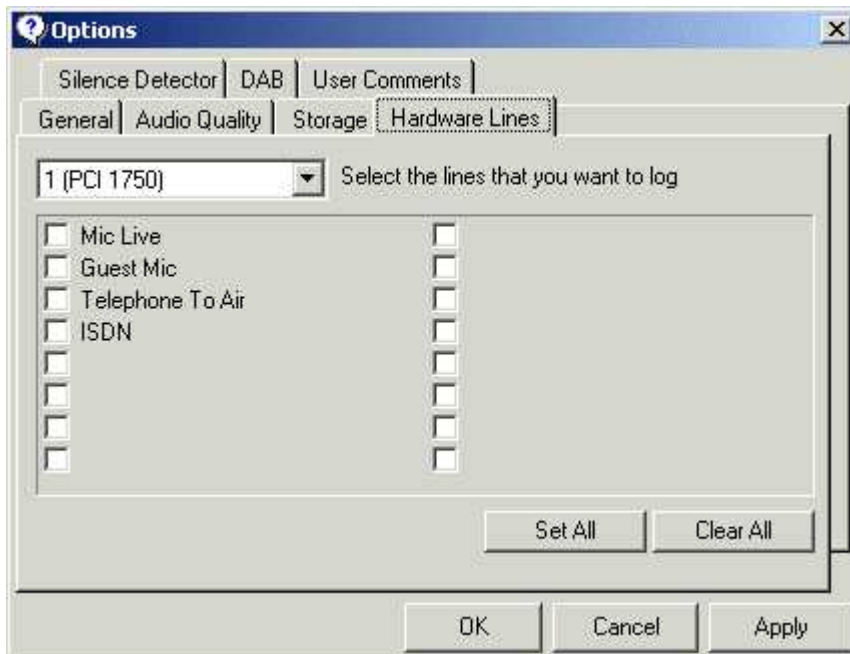 Options
Silence Detector DAB User Comments
General Audio Quality Storage Hardware Lines
1 (PCI 1750) Select the lines that you want to log
Mic Live
Guest Mic
Telephone To Air
ISDN
Set All Clear All
OK Cancel Apply